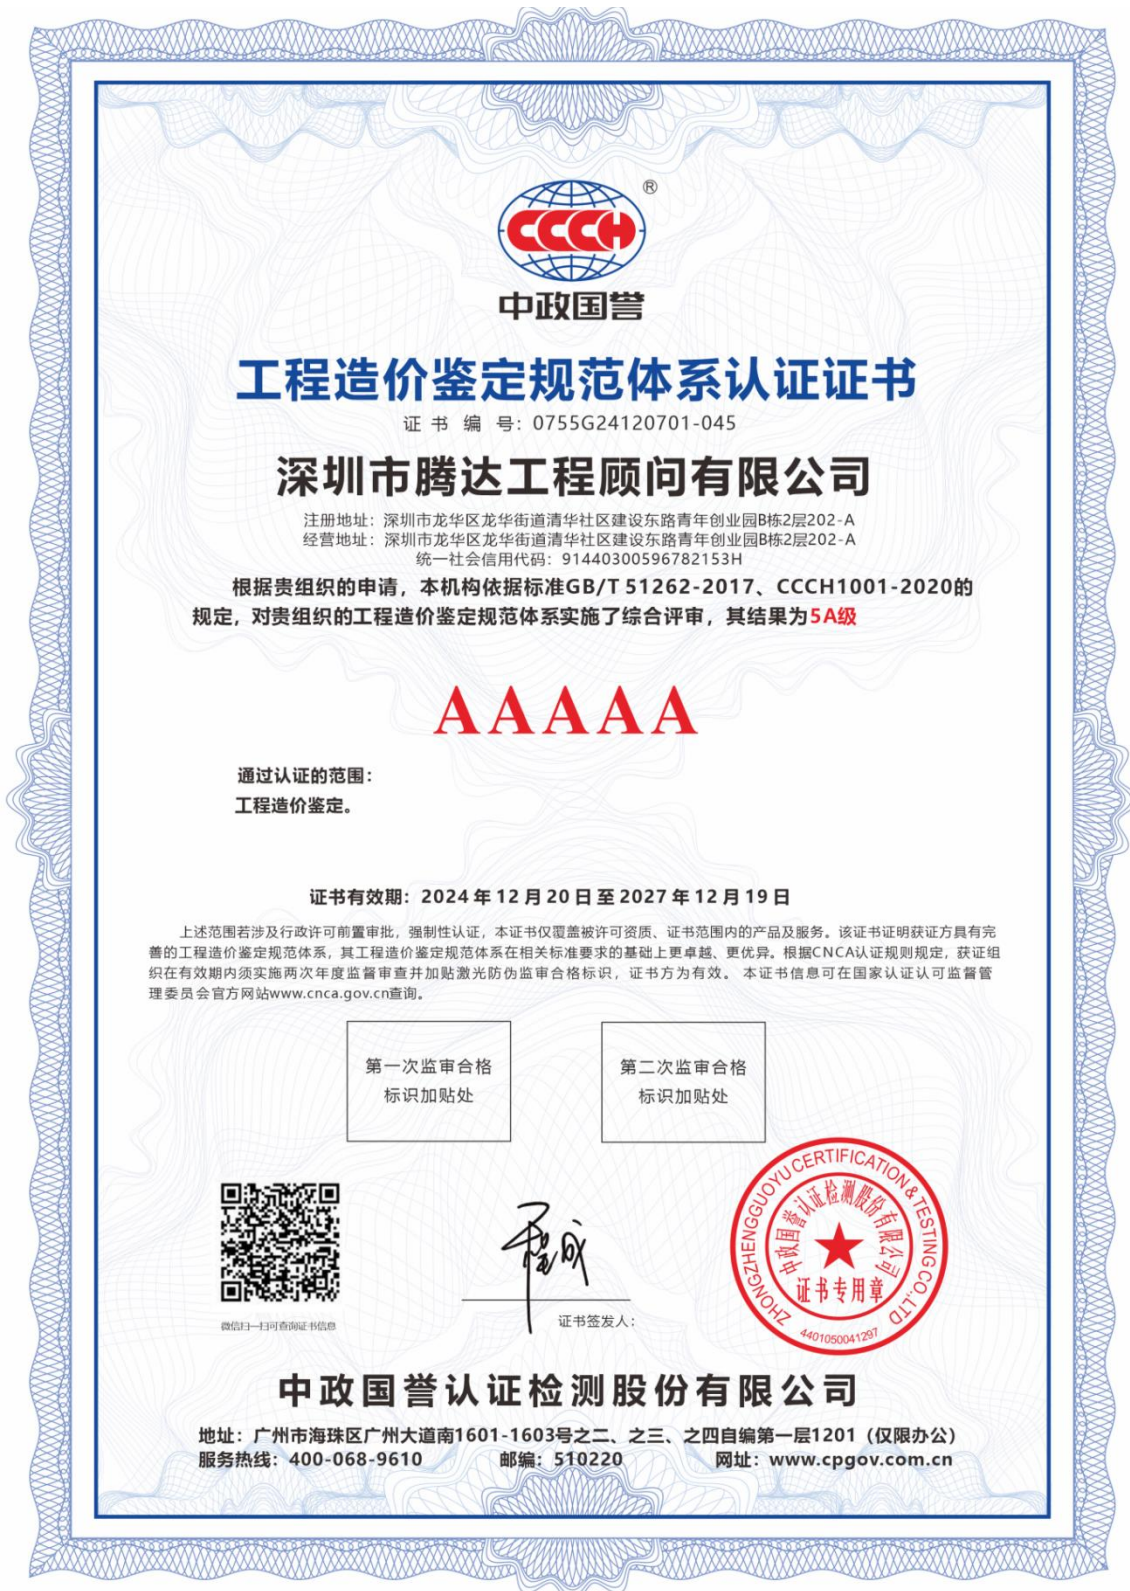 CCCH ®
中政国誉
工程造价鉴定规范体系认证证书
证 书 编 号：0755G24120701-045
深圳市腾达工程顾问有限公司
注册地址：深圳市龙华区龙华街道清华社区建设东路青年创业园B栋2层202-A
经营地址：深圳市龙华区龙华街道清华社区建设东路青年创业园B栋2层202-A
统一社会信用代码：91440300596782153H
根据贵组织的申请，本机构依据标准GB/T 51262-2017、CCCH1001-2020的
规定，对贵组织的工程造价鉴定规范体系实施了综合评审，其结果为5A级
AAAAA
通过认证的范围：
工程造价鉴定。
证书有效期：2024年12月20日至2027年12月19日
上述范围若涉及行政许可前置审批，强制性认证，本证书仅覆盖被许可资质、证书范围内的产品及服务。该证书证明获证方具有完
善的工程造价鉴定规范体系，其工程造价鉴定规范体系在相关标准要求的基础上更卓越、更优异。根据CNCA认证规则规定，获证组
织在有效期内须实施两次年度监督审查并加贴激光防伪监审合格标识，证书方为有效。 本证书信息可在国家认证认可监督管
理委员会官方网站www.cnca.gov.cn查询。
第一次监审合格
标识加贴处
第二次监审合格
标识加贴处
微信扫一扫可查询证书信息
证书签发人：
ZHONGZHENGGUOYU CERTIFICATION & TESTING CO.,LTD
中政国誉认证检测股份有限公司
证书专用章
4401050041297
中政国誉认证检测股份有限公司
地址：广州市海珠区广州大道南1601-1603号之二、之三、之四自编第一层1201（仅限办公）
服务热线：400-068-9610 邮编：510220 网址：www.cpgov.com.cn